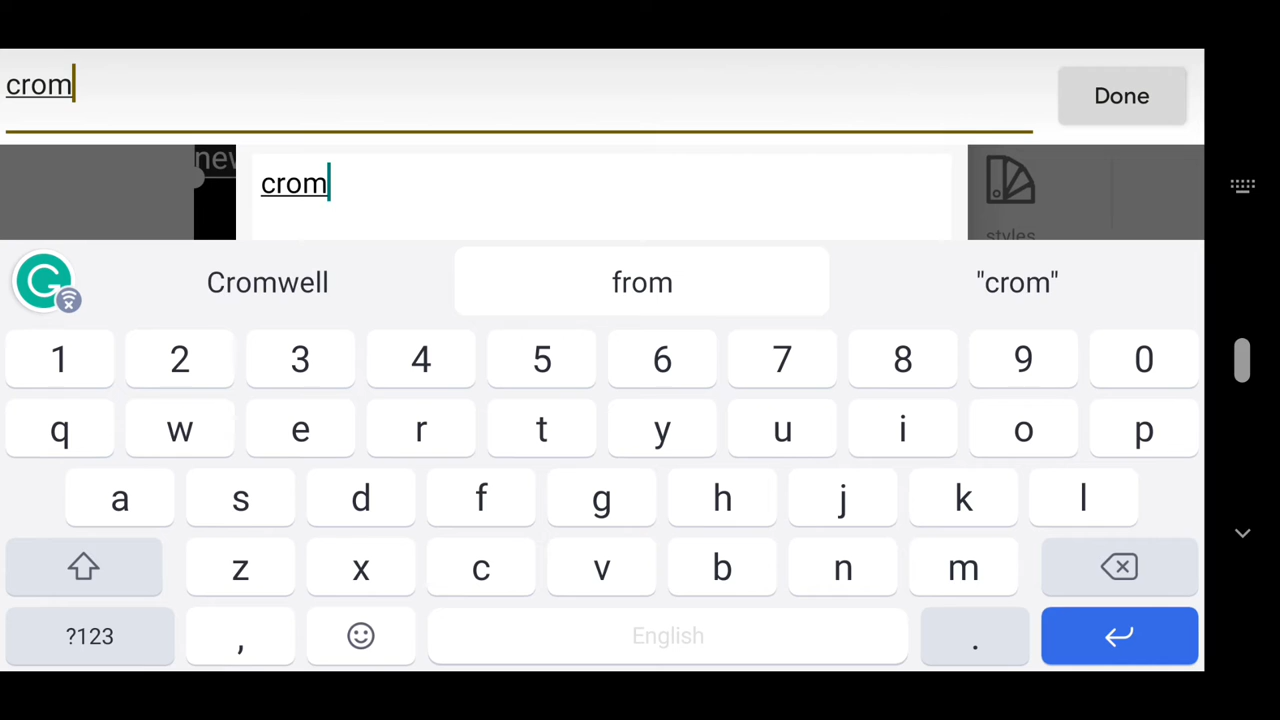 crom
Done
new
crom
styles
Cromwell from "crom"
1 2 3 4 5 6 7 8 9 0
q w e r t y u i o p
a s d f g h j k l
z x c v b n m
?123 , English .